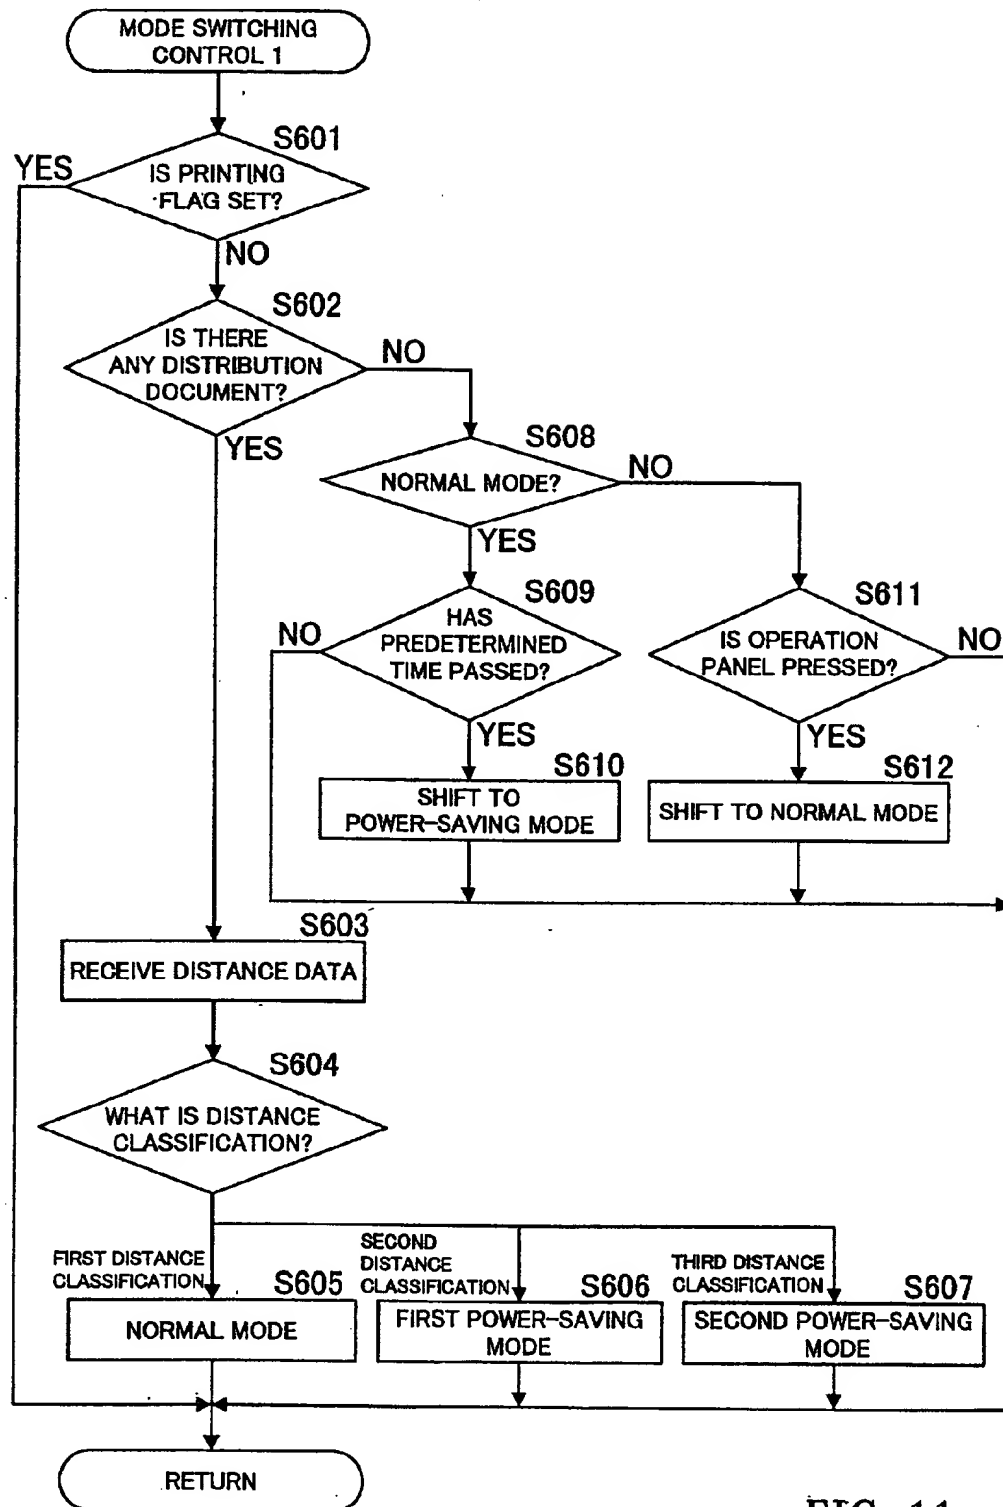 MODE SWITCHING
CONTROL 1
S601
YES
IS PRINTING
FLAG SET?
NO
S602
IS THERE
ANY DISTRIBUTION
DOCUMENT?
NO
YES
S608
NORMAL MODE?
NO
YES
S609
HAS
PREDETERMINED
TIME PASSED?
NO
YES
S611
IS OPERATION
PANEL PRESSED?
NO
YES
S610
SHIFT TO
POWER-SAVING MODE
S612
SHIFT TO NORMAL MODE
S603
RECEIVE DISTANCE DATA
S604
WHAT IS DISTANCE
CLASSIFICATION?
FIRST DISTANCE
CLASSIFICATION
S605
NORMAL MODE
SECOND
DISTANCE
CLASSIFICATION
S606
FIRST POWER-SAVING
MODE
THIRD DISTANCE
CLASSIFICATION
S607
SECOND POWER-SAVING
MODE
RETURN
FIG. 11